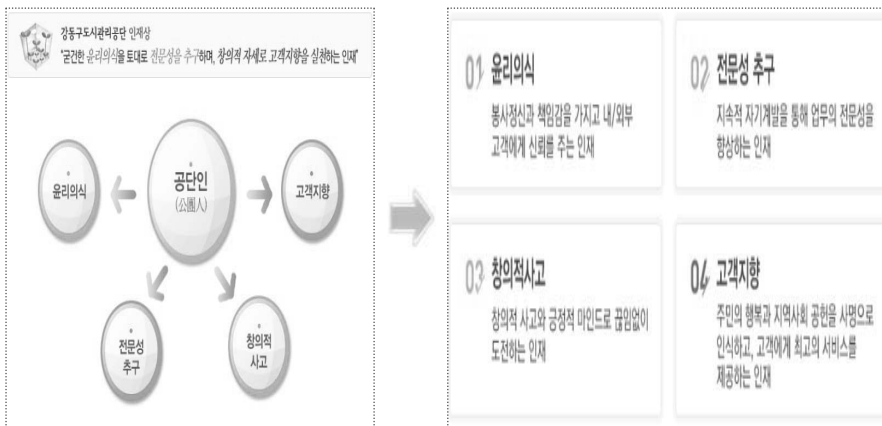 강동구도시관리공단 인재상
"굳건한 윤리의식을 토대로 전문성을 추구하며, 창의적 자세로 고객지향을 실천하는 인재"
윤리의식
공단인
(公團人)
고객지향
전문성
추구
창의적
사고
01 윤리의식
봉사정신과 책임감을 가지고 내/외부
고객에게 신뢰를 주는 인재
02 전문성 추구
지속적 자기계발을 통해 업무의 전문성을
향상하는 인재
03 창의적사고
창의적 사고와 긍정적 마인드로 끊임없이
도전하는 인재
04 고객지향
주민의 행복과 지역사회 공헌을 사명으로
인식하고, 고객에게 최고의 서비스를
제공하는 인재